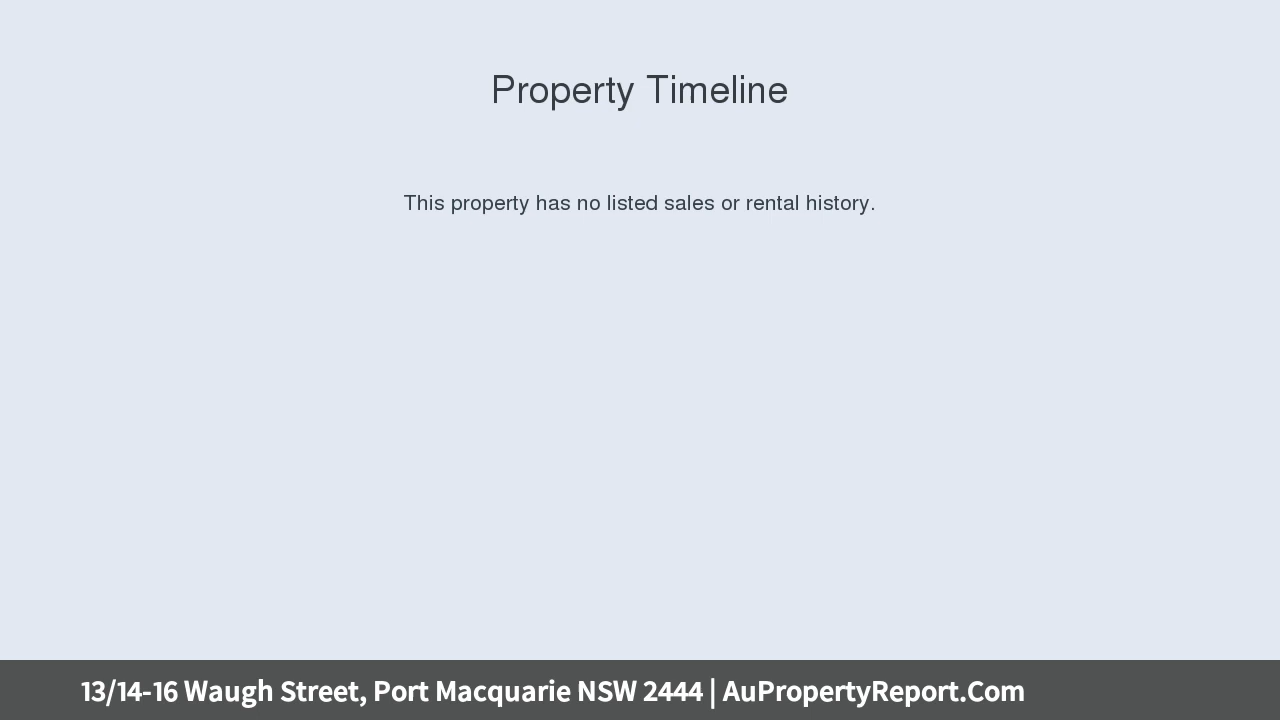 Property Timeline
This property has no listed sales or rental history.
13/14-16 Waugh Street, Port Macquarie NSW 2444 | AuPropertyReport.Com